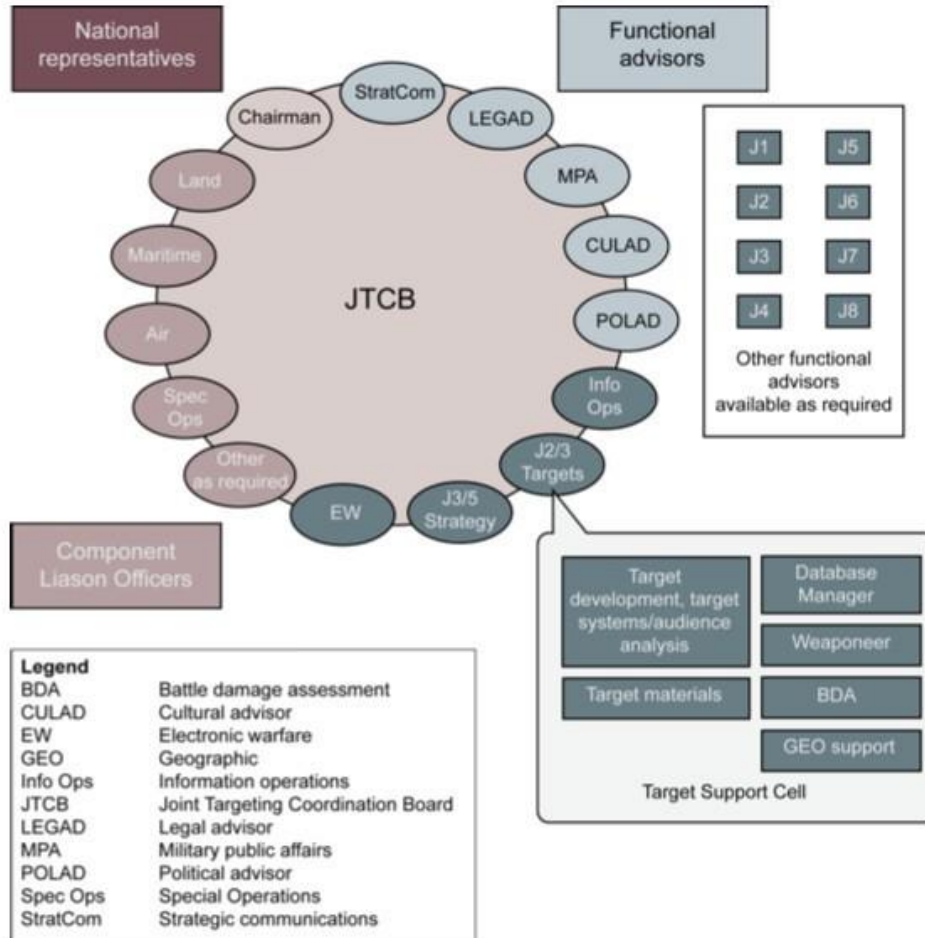 National
representatives
Functional
advisors
StratCom
Chairman
LEGAD
Land
MPA
Maritime
CULAD
JTCB
Air
POLAD
Spec
Ops
Info
Ops
Other
as required
J2/3
Targets
EW
J3/5
Strategy
J1
J5
J2
J6
J3
J7
J4
J8
Other functional
advisors
available as required
Component
Liason Officers
Target
development, target
systems/audience
analysis
Database
Manager
Weaponeer
Target materials
BDA
GEO support
Target Support Cell
Legend
BDA Battle damage assessment
CULAD Cultural advisor
EW Electronic warfare
GEO Geographic
Info Ops Information operations
JTCB Joint Targeting Coordination Board
LEGAD Legal advisor
MPA Military public affairs
POLAD Political advisor
Spec Ops Special Operations
StratCom Strategic communications